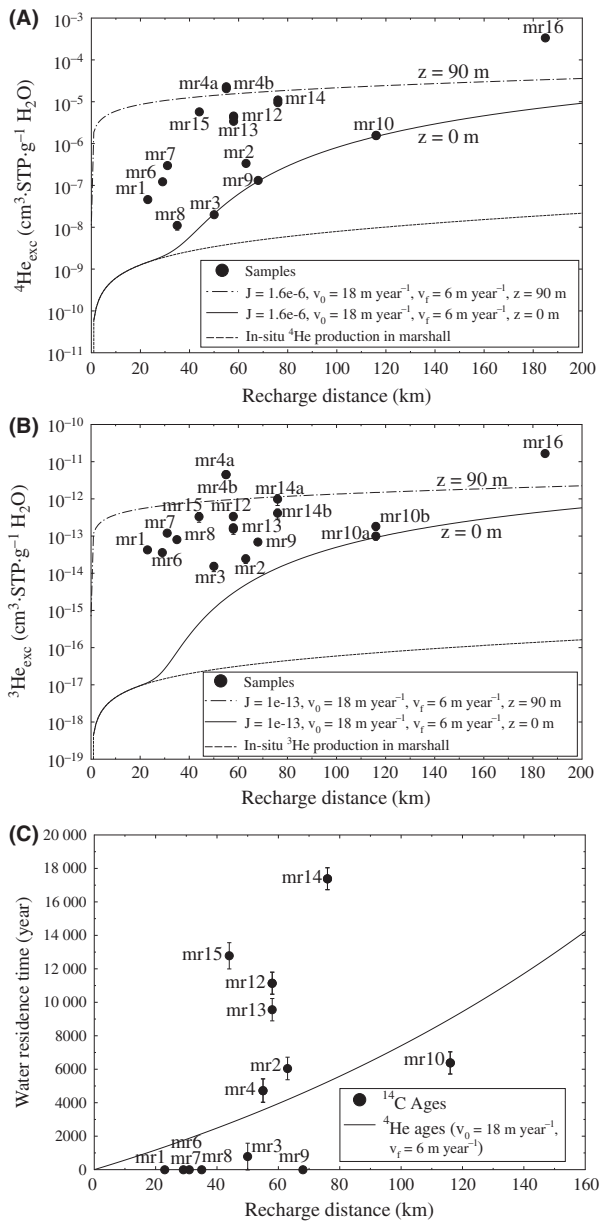 (A)
10⁻³
10⁻⁴
10⁻⁵
10⁻⁶
10⁻⁷
10⁻⁸
10⁻⁹
10⁻¹⁰
10⁻¹¹
⁴He_exc (cm³·STP·g⁻¹ H₂O)
mr16
z = 90 m
mr4a mr4b
mr14
mr15
mr12
mr13
mr10
z = 0 m
mr7
mr2
mr6
mr9
mr1
mr3
mr8
Samples
J = 1.6e-6, v₀ = 18 m year⁻¹, v_f = 6 m year⁻¹, z = 90 m
J = 1.6e-6, v₀ = 18 m year⁻¹, v_f = 6 m year⁻¹, z = 0 m
In-situ ⁴He production in marshall
0 20 40 60 80 100 120 140 160 180 200
Recharge distance (km)
(B)
10⁻¹⁰
10⁻¹¹
10⁻¹²
10⁻¹³
10⁻¹⁴
10⁻¹⁵
10⁻¹⁶
10⁻¹⁷
10⁻¹⁸
10⁻¹⁹
³He_exc (cm³·STP·g⁻¹ H₂O)
mr16
mr4a
mr4b
mr14a
z = 90 m
mr15
mr12
mr14b
mr7
mr10b
mr1
mr8
mr13
mr9
mr10a
z = 0 m
mr6
mr3
mr2
Samples
J = 1e-13, v₀ = 18 m year⁻¹, v_f = 6 m year⁻¹, z = 90 m
J = 1e-13, v₀ = 18 m year⁻¹, v_f = 6 m year⁻¹, z = 0 m
In-situ ³He production in marshall
0 20 40 60 80 100 120 140 160 180 200
Recharge distance (km)
(C)
20 000
18 000
16 000
14 000
12 000
10 000
8000
6000
4000
2000
0
Water residence time (year)
mr14
mr15
mr12
mr13
mr2
mr10
mr4
mr6
mr3
mr1
mr7
mr8
mr9
¹⁴C Ages
⁴He ages (v₀ = 18 m year⁻¹,
v_f = 6 m year⁻¹)
0 20 40 60 80 100 120 140 160
Recharge distance (km)